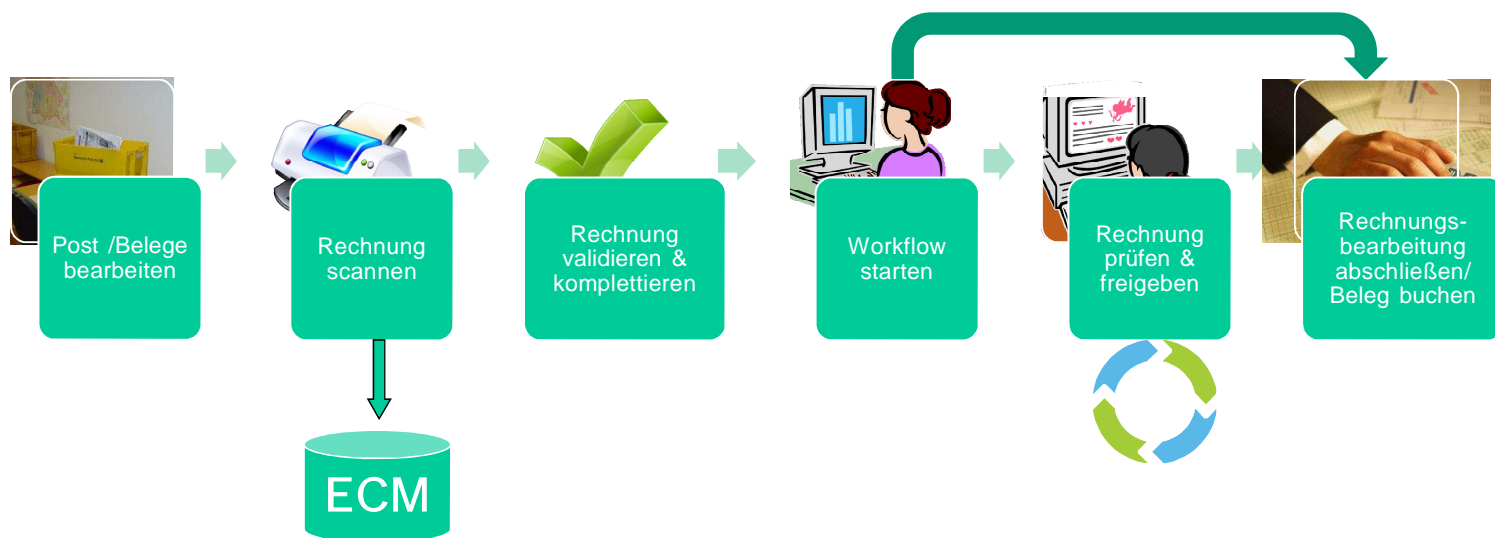 Post /Belege
bearbeiten
Rechnung
scannen
Rechnung
validieren &
komplettieren
Workflow
starten
Rechnung
prüfen &
freigeben
Rechnungs-
bearbeitung
abschließen/
Beleg buchen
ECM